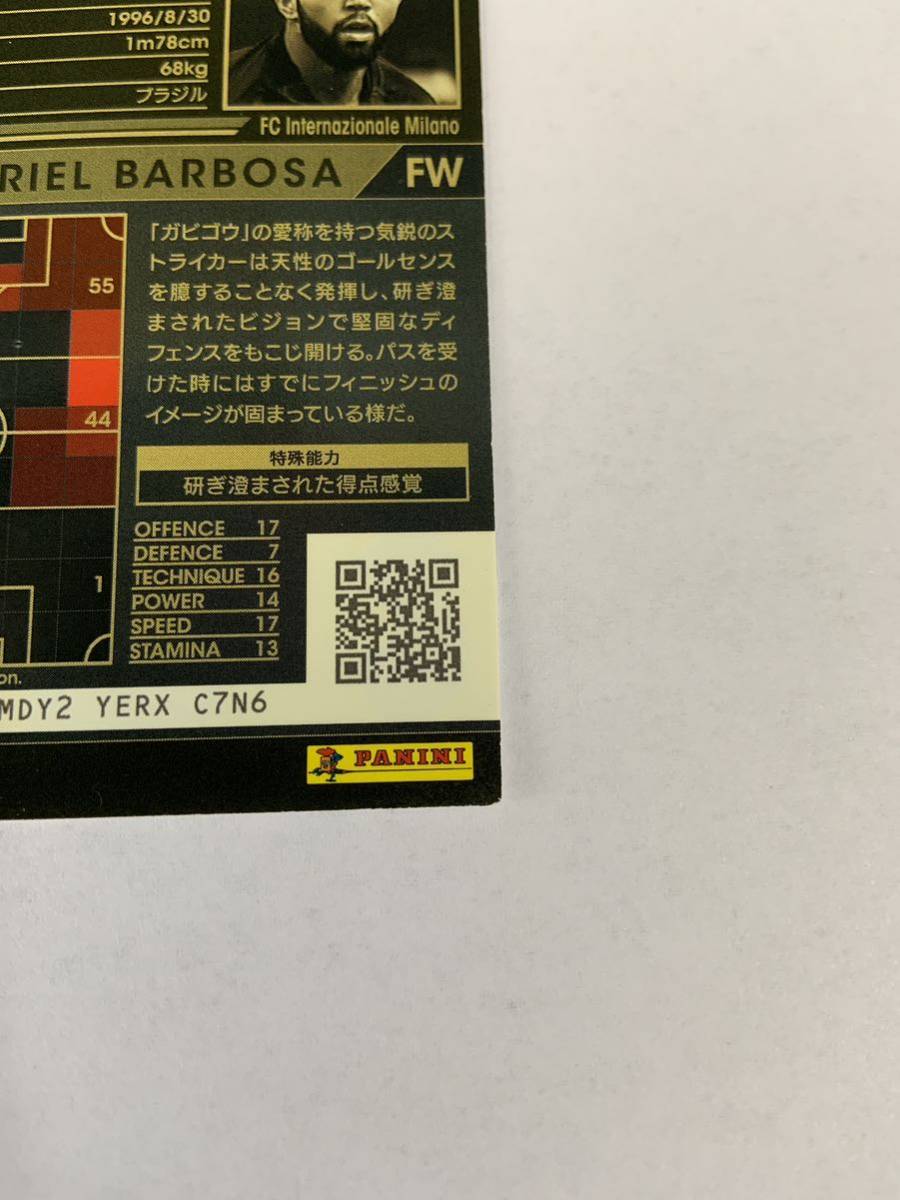 1996/8/30
1m78cm
68kg
ブラジル
FC Internazionale Milano
RIEL BARBOSA FW
「ガビゴウ」の愛称を持つ気鋭のス
トライカーは天性のゴールセンス
を臆することなく発揮し、研ぎ澄
まされたビジョンで堅固なディ
フェンスをもこじ開ける。パスを受
けた時にはすでにフィニッシュの
イメージが固まっている様だ。
55
44
1
特殊能力
研ぎ澄まされた得点感覚
OFFENCE 17
DEFENCE 7
TECHNIQUE 16
POWER 14
SPEED 17
STAMINA 13
on.
MDY2 YERX C7N6
PANINI